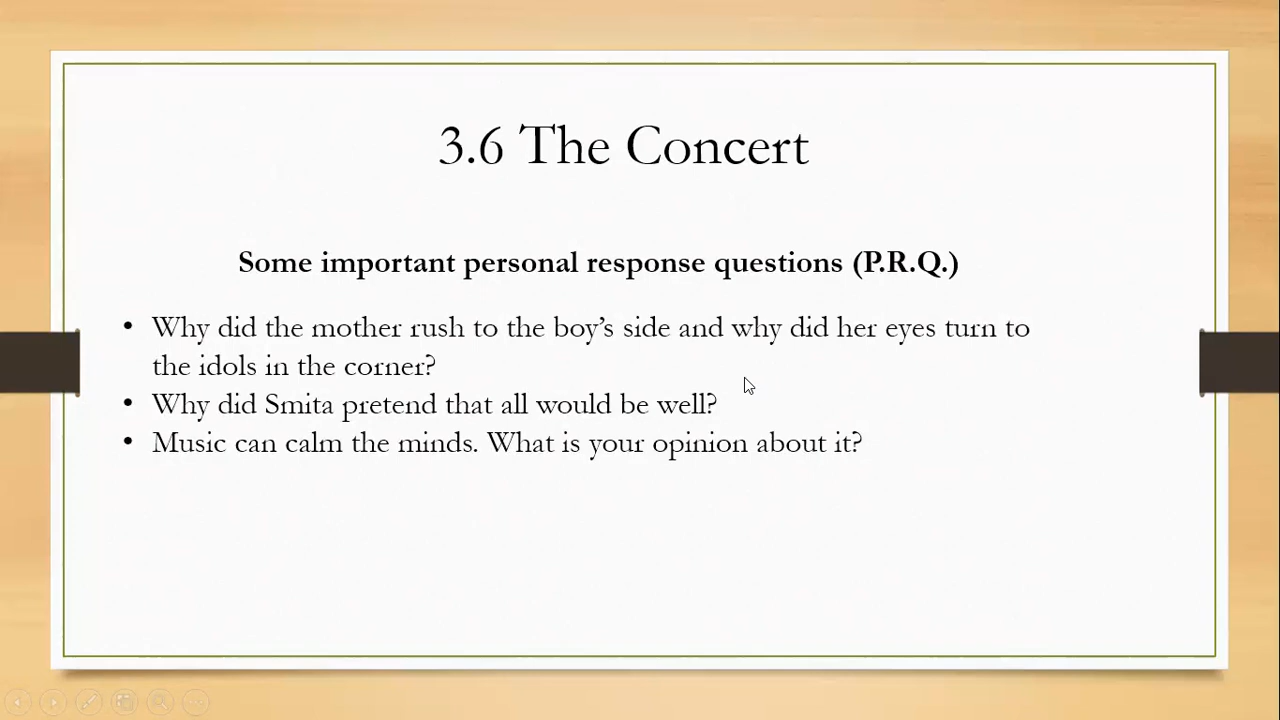 3.6 The Concert
Some important personal response questions (P.R.Q.)
• Why did the mother rush to the boy’s side and why did her eyes turn to
the idols in the corner?
• Why did Smita pretend that all would be well?
• Music can calm the minds. What is your opinion about it?